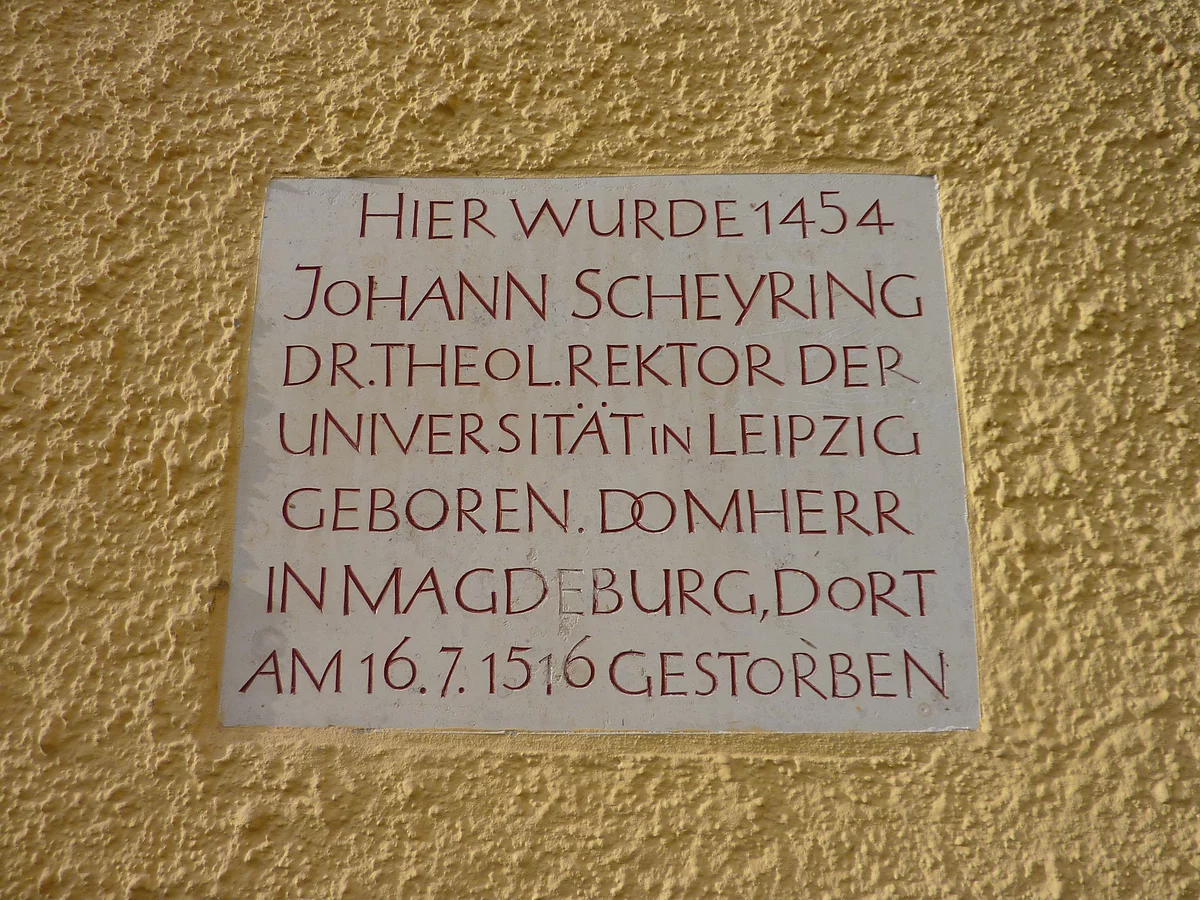 HIER WURDE 1454
JOHANN SCHEYRING
DR. THEOL. REKTOR DER
UNIVERSITÄT IN LEIPZIG
GEBOREN. DOMHERR
IN MAGDEBURG, DORT
AM 16.7.1516 GESTORBEN